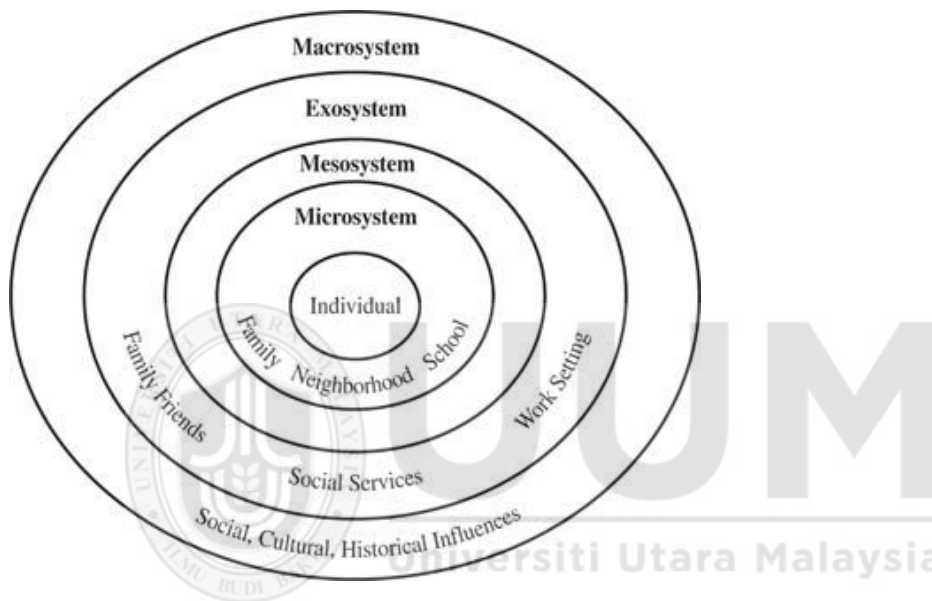 Macrosystem
Exosystem
Mesosystem
Microsystem
Individual
Family Neighborhood School
Family Friends
Work Setting
Social Services
Social, Cultural, Historical Influences
UUM
Universiti Utara Malaysia